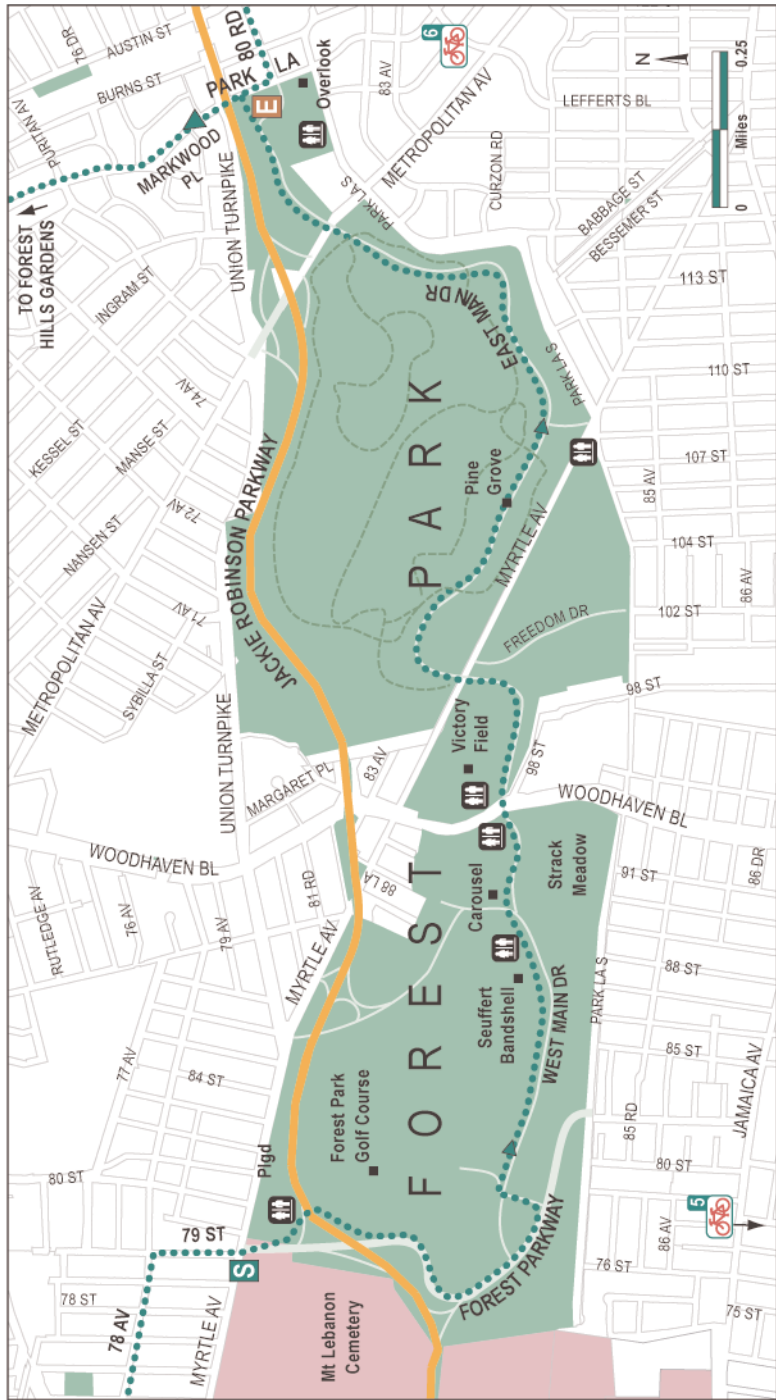 TO FOREST
HILLS GARDENS
PURITAN AV
76 DR
AUSTIN ST
BURNS ST
80 RD
PARK LA
MARKWOOD
PL
UNION TURNPIKE
E
Overlook
83 AV
6
METROPOLITAN AV
PARK LA S
LEFFERTS BL
CURZON RD
N
0
0.25
Miles
BABBAGE ST
BESSEMER ST
INGRAM ST
74 AV
KESSEL ST
MANSE ST
72 AV
NANSEN ST
71 AV
METROPOLITAN AV
SYBILLA ST
UNION TURNPIKE
JACKIE ROBINSON PARKWAY
EAST MAIN DR
PARK LA S
113 ST
110 ST
107 ST
85 AV
104 ST
86 AV
102 ST
FOREST PARK
Pine
Grove
MYRTLE AV
FREEDOM DR
98 ST
98 ST
MARGARET PL
83 AV
Victory
Field
WOODHAVEN BL
WOODHAVEN BL
RUTLEDGE AV
76 AV
79 AV
81 RD
88 LA
MYRTLE AV
Carousel
Strack
Meadow
91 ST
86 DR
Seuffert
Bandshell
WEST MAIN DR
PARK LA S
88 ST
85 ST
JAMAICA AV
77 AV
84 ST
80 ST
Plgd
Forest Park
Golf Course
85 RD
80 ST
79 ST
S
78 ST
78 AV
MYRTLE AV
Mt Lebanon
Cemetery
FOREST PARKWAY
76 ST
86 AV
5
75 ST